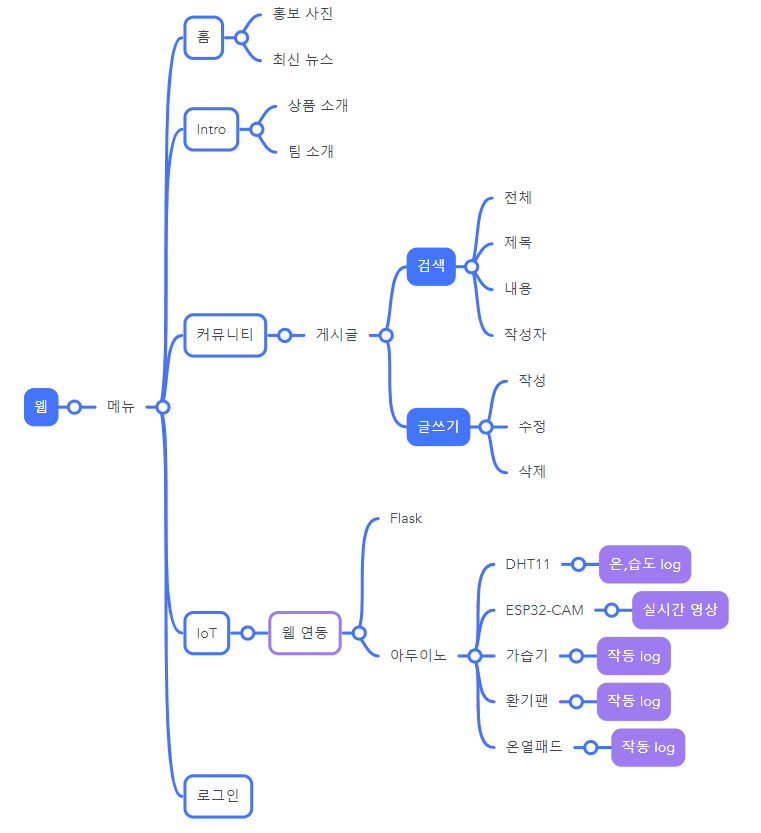 홍보 사진
홈
최신 뉴스
상품 소개
Intro
팀 소개
전체
제목
검색
내용
작성자
커뮤니티
게시글
작성
글쓰기
수정
삭제
웹
메뉴
Flask
DHT11
온,습도 log
ESP32-CAM
실시간 영상
IoT
웹 연동
아두이노
가습기
작동 log
환기팬
작동 log
온열패드
작동 log
로그인